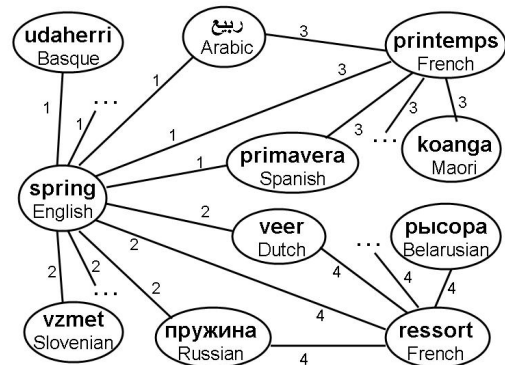 udaherri
Basque
ربيع
Arabic
printemps
French
3
1
...
1
3
1
3
3
3
...
1
koanga
Maori
primavera
Spanish
1
spring
English
2
veer
Dutch
рысора
Belarusian
...
2
2
2
...
2
4
4
4
4
vzmet
Slovenian
пружина
Russian
4
ressort
French